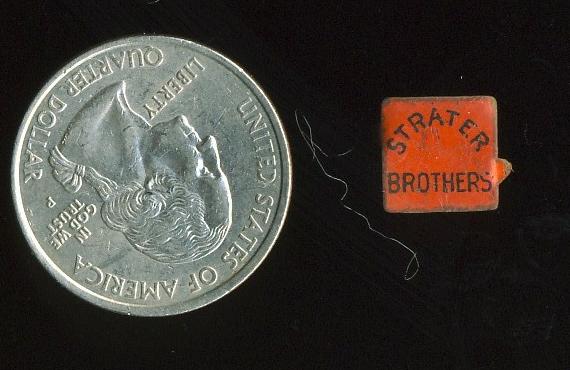 UNITED STATES OF AMERICA
LIBERTY
IN
GOD WE
TRUST
P
QUARTER DOLLAR
STRATER
BROTHERS